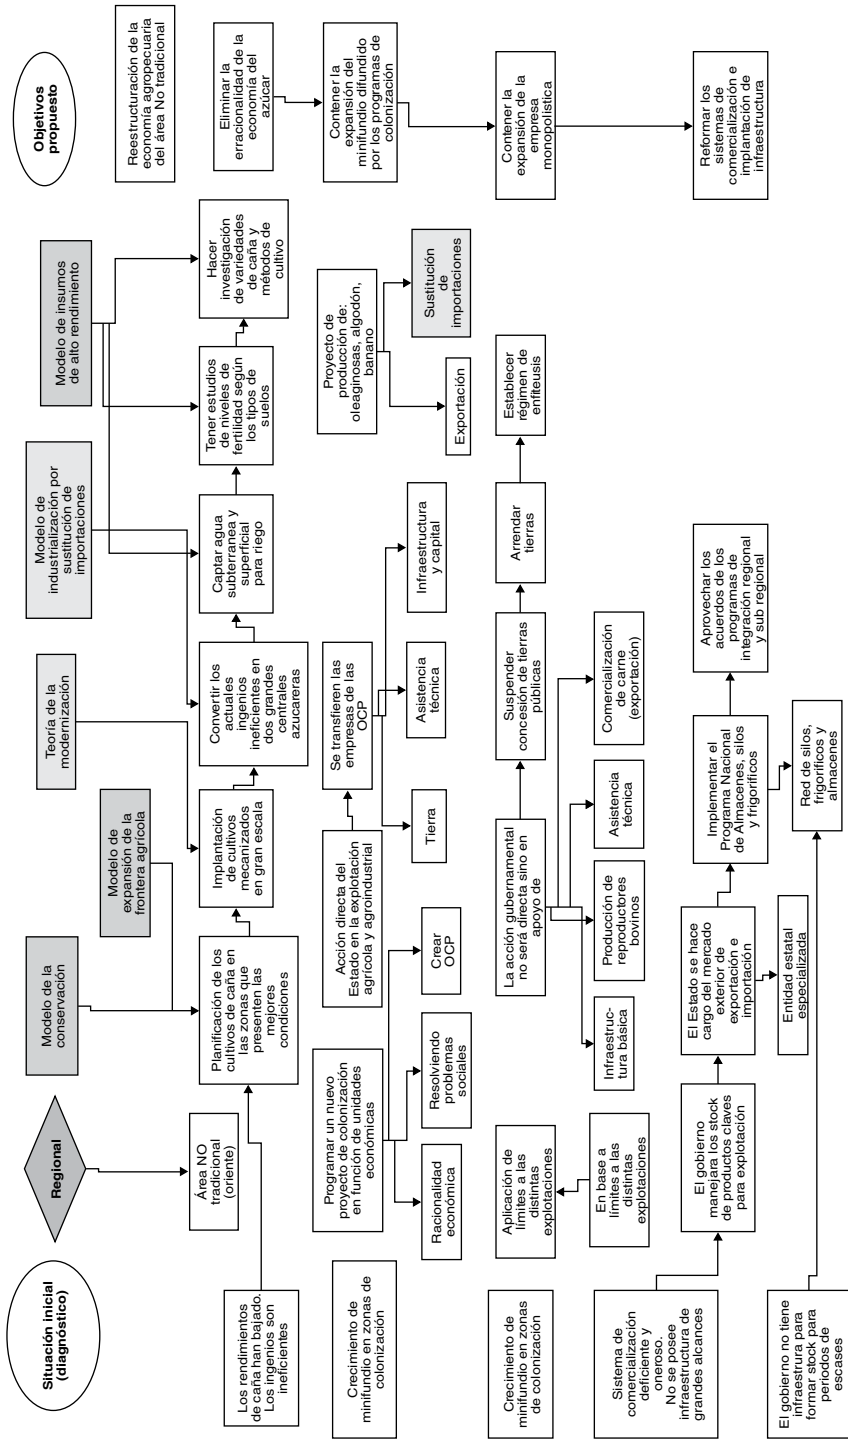 Situación inicial
(diagnóstico)
Regional
Modelo de la
conservación
Modelo de
expansión de la
frontera agrícola
Teoría de la
modernización
Modelo de
industrialización por
sustitución de
importaciones
Modelo de insumos
de alto rendimiento
Objetivos
propuesto
Área NO
tradicional
(oriente)
Reestructuración de la
economía agropecuaria
del área No tradicional
Los rendimientos
de caña han bajado.
Los ingenios son
ineficientes
Planificación de los
cultivos de caña en
las zonas que
presenten las
mejores
condiciones
Implantación
de cultivos
mecanizados
en gran escala
Convertir los
actuales
ingenios
ineficientes en
dos grandes
centrales
azucareras
Captar agua
subterranea y
superficial
para riego
Tener estudios
de niveles de
fertilidad según
los tipos de
suelos
Hacer
investigación
de variedades
de caña y
métodos de
cultivo
Eliminar la
erracionalidad de la
economía del
azúcar
Crecimiento de
minifundio en zonas de
colonización
Programar un nuevo
proyecto de colonización
en función de unidades
económicas
Acción directa del
Estado en la explotación
agrícola y agroindustrial
Se transfieren las
empresas de las
OCP
Proyecto de
producción de:
oleaginosas, algodón,
banano
Contener la
expansión del
minifundio difundido
por los programas de
colonización
Racionalidad
económica
Resolviendo
problemas
sociales
Crear
OCP
Tierra
Asistencia
técnica
Infraestructura
y capital
Exportación
Sustitución
de
importaciones
Crecimiento de
minifundio en zonas
de colonización
Aplicación de
límites a las
distintas
explotaciones
La acción gubernamental
no será directa sino en
apoyo de
Suspender
concesión de tierras
públicas
Arrendar
tierras
Establecer
régimen de
enfiteusis
Contener la
expansión de la
empresa
monopolística
En base a
límites a las
distintas
explotaciones
Infraestruc-
tura básica
Producción de
reproductores
bovinos
Asistencia
técnica
Comercialización
de carne
(exportación)
Sistema de
comercialización
deficiente y
oneroso.
No se posee
infraestructura de
grandes alcances
El gobierno
manejara los stock
de productos claves
para explotación
El Estado se hace
cargo del mercado
exterior de
exportación e
importación
Implementar el
Programa Nacional
de Almacenes, silos
y frigoríficos
Aprovechar los
acuerdos de los
programas de
integración regional
y sub regional
Reformar los
sistemas de
comercialización e
implantación de
infraestructura
Entidad estatal
especializada
Red de silos,
frigoríficos y
almacenes
El gobierno no tiene
infraestrura para
formar stock para
periodos de
escases